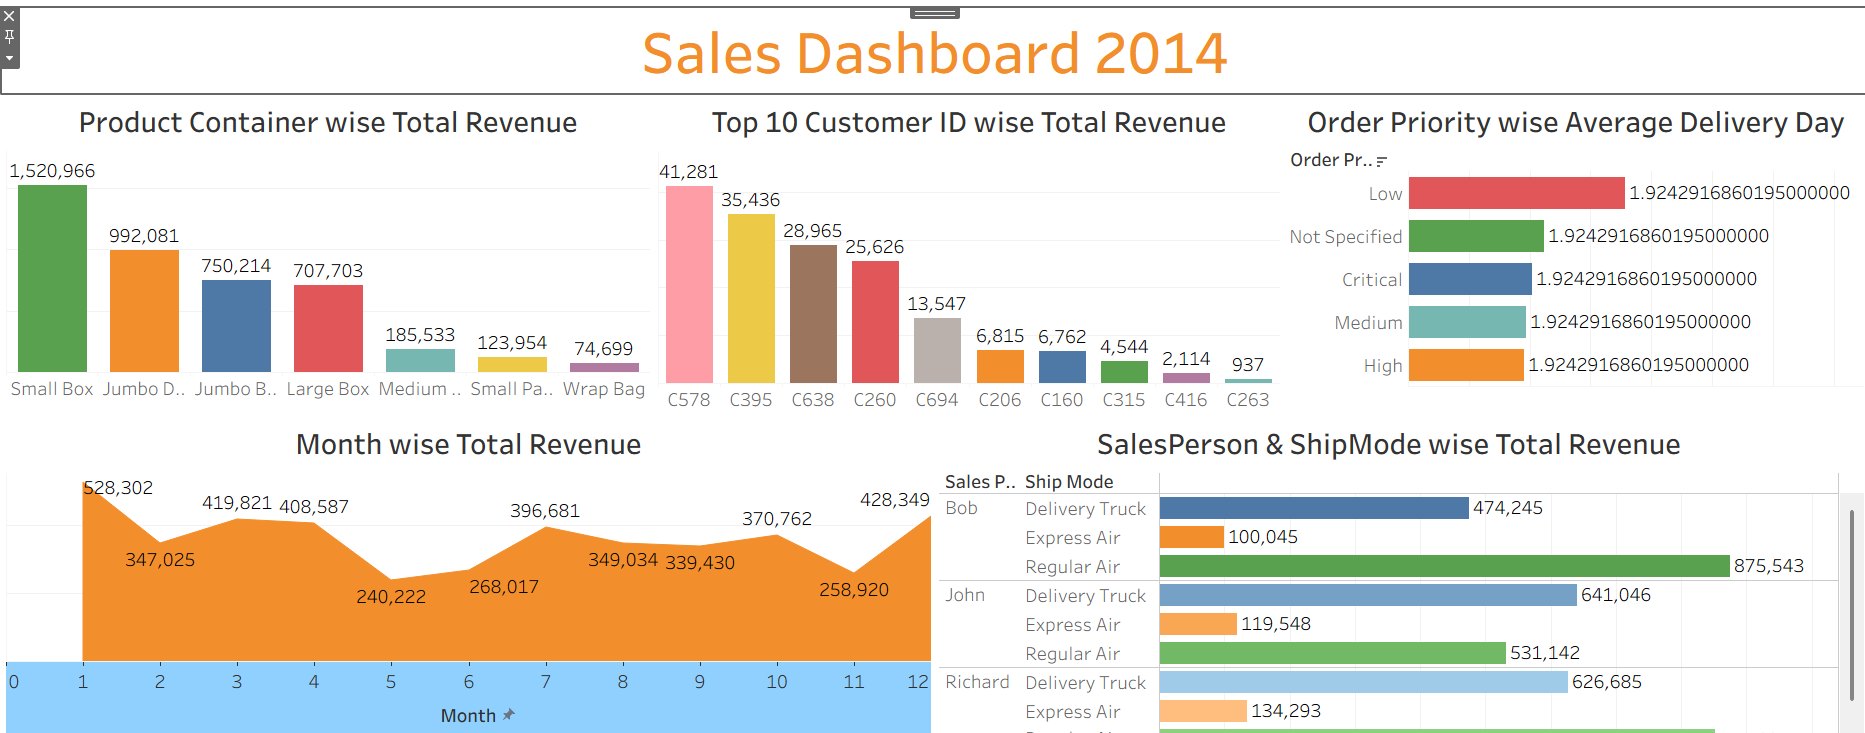 Sales Dashboard 2014
Product Container wise Total Revenue
1,520,966
992,081
750,214
707,703
185,533
123,954
74,699
Small Box Jumbo D.. Jumbo B.. Large Box Medium .. Small Pa.. Wrap Bag
Top 10 Customer ID wise Total Revenue
41,281
35,436
28,965
25,626
13,547
6,815
6,762
4,544
2,114
937
C578 C395 C638 C260 C694 C206 C160 C315 C416 C263
Order Priority wise Average Delivery Day
Order Pr..
Low 1.9242916860195000000
Not Specified 1.9242916860195000000
Critical 1.9242916860195000000
Medium 1.9242916860195000000
High 1.9242916860195000000
Month wise Total Revenue
528,302
347,025
419,821
408,587
240,222
268,017
396,681
349,034
339,430
370,762
258,920
428,349
0 1 2 3 4 5 6 7 8 9 10 11 12
Month
SalesPerson & ShipMode wise Total Revenue
Sales P.. Ship Mode
Bob Delivery Truck 474,245
Express Air 100,045
Regular Air 875,543
John Delivery Truck 641,046
Express Air 119,548
Regular Air 531,142
Richard Delivery Truck 626,685
Express Air 134,293